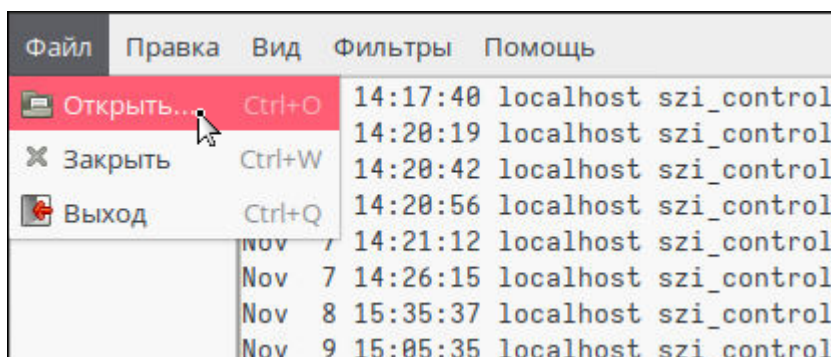 Файл Правка Вид Фильтры Помощь
Открыть... Ctrl+O 14:17:40 localhost szi_control
14:20:19 localhost szi_control
Закрыть Ctrl+W 14:20:42 localhost szi_control
Выход Ctrl+Q 14:20:56 localhost szi_control
Nov 7 14:21:12 localhost szi_control
Nov 7 14:26:15 localhost szi_control
Nov 8 15:35:37 localhost szi_control
Nov 9 15:05:35 localhost szi_control